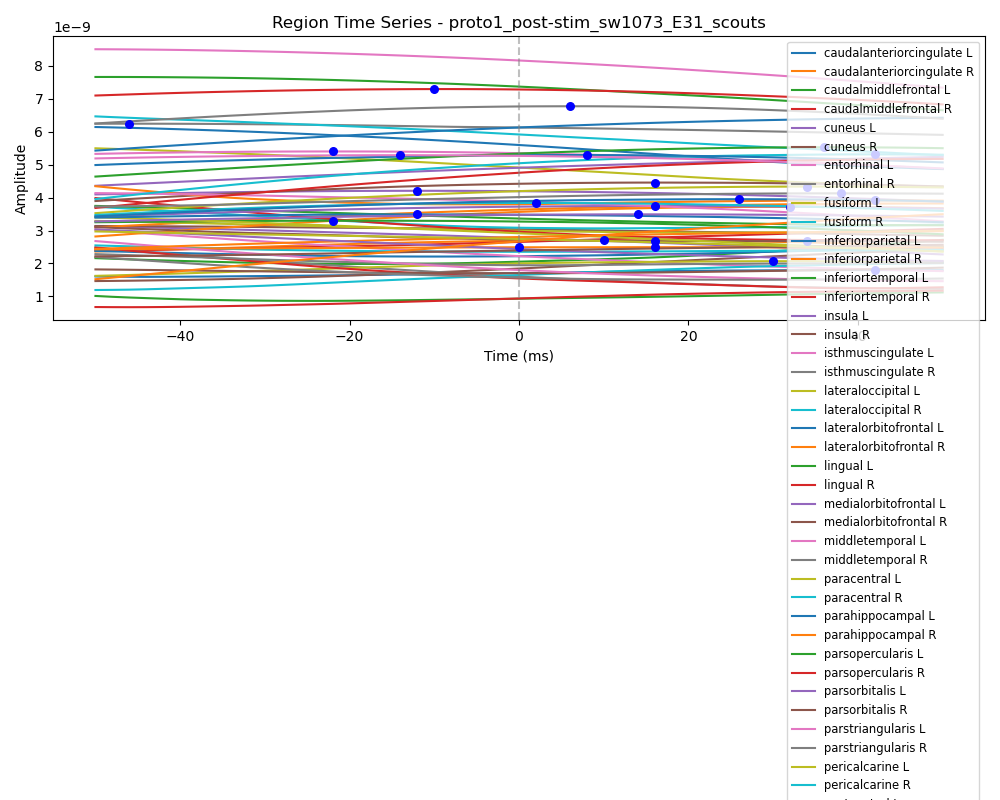 Region Time Series - proto1_post-stim_sw1073_E31_scouts
1e−9
8
7
6
5
4
3
2
1
Amplitude
−40
−20
0
20
Time (ms)
caudalanteriorcingulate L
caudalanteriorcingulate R
caudalmiddlefrontal L
caudalmiddlefrontal R
cuneus L
cuneus R
entorhinal L
entorhinal R
fusiform L
fusiform R
inferiorparietal L
inferiorparietal R
inferiortemporal L
inferiortemporal R
insula L
insula R
isthmuscingulate L
isthmuscingulate R
lateraloccipital L
lateraloccipital R
lateralorbitofrontal L
lateralorbitofrontal R
lingual L
lingual R
medialorbitofrontal L
medialorbitofrontal R
middletemporal L
middletemporal R
paracentral L
paracentral R
parahippocampal L
parahippocampal R
parsopercularis L
parsopercularis R
parsorbitalis L
parsorbitalis R
parstriangularis L
parstriangularis R
pericalcarine L
pericalcarine R